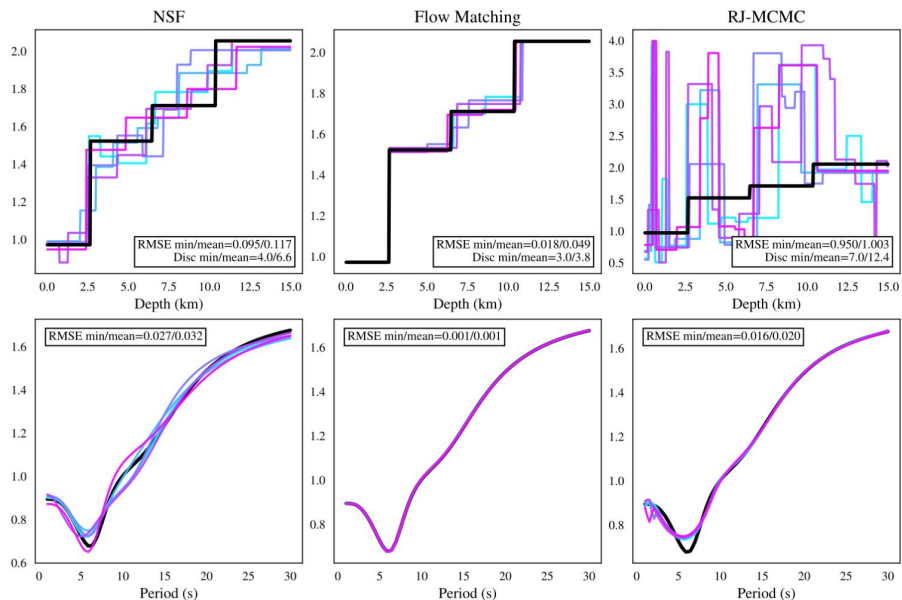 NSF
Flow Matching
RJ-MCMC
2.0
1.8
1.6
1.4
1.2
1.0
RMSE min/mean=0.095/0.117
Disc min/mean=4.0/6.6
0.0 2.5 5.0 7.5 10.0 12.5 15.0
Depth (km)
2.0
1.8
1.6
1.4
1.2
1.0
RMSE min/mean=0.018/0.049
Disc min/mean=3.0/3.8
0.0 2.5 5.0 7.5 10.0 12.5 15.0
Depth (km)
4.0
3.5
3.0
2.5
2.0
1.5
1.0
0.5
RMSE min/mean=0.950/1.003
Disc min/mean=7.0/12.4
0.0 2.5 5.0 7.5 10.0 12.5 15.0
Depth (km)
RMSE min/mean=0.027/0.032
1.6
1.4
1.2
1.0
0.8
0.6
0 5 10 15 20 25 30
Period (s)
RMSE min/mean=0.001/0.001
1.6
1.4
1.2
1.0
0.8
0 5 10 15 20 25 30
Period (s)
RMSE min/mean=0.016/0.020
1.6
1.4
1.2
1.0
0.8
0 5 10 15 20 25 30
Period (s)